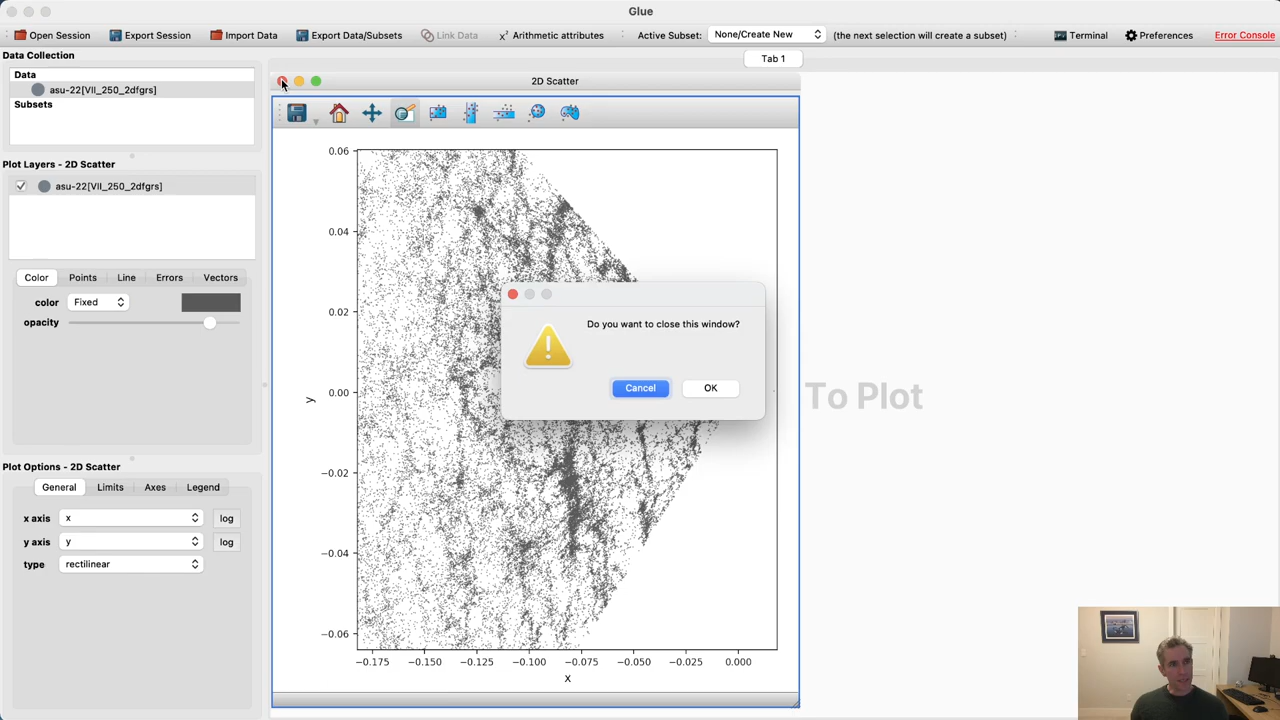 Glue
Open Session Export Session Import Data Export Data/Subsets Link Data Arithmetic attributes Active Subset: None/Create New (the next selection will create a subset) Terminal Preferences Error Console
Data Collection
Tab 1
Data
asu-22[VII_250_2dfgrs]
Subsets
2D Scatter
Plot Layers - 2D Scatter
asu-22[VII_250_2dfgrs]
Color Points Line Errors Vectors
color Fixed
opacity
Plot Options - 2D Scatter
General Limits Axes Legend
x axis x log
y axis y log
type rectilinear
0.06
0.04
0.02
0.00
−0.02
−0.04
−0.06
y
−0.175 −0.150 −0.125 −0.100 −0.075 −0.050 −0.025 0.000
x
Do you want to close this window?
Cancel OK
To Plot